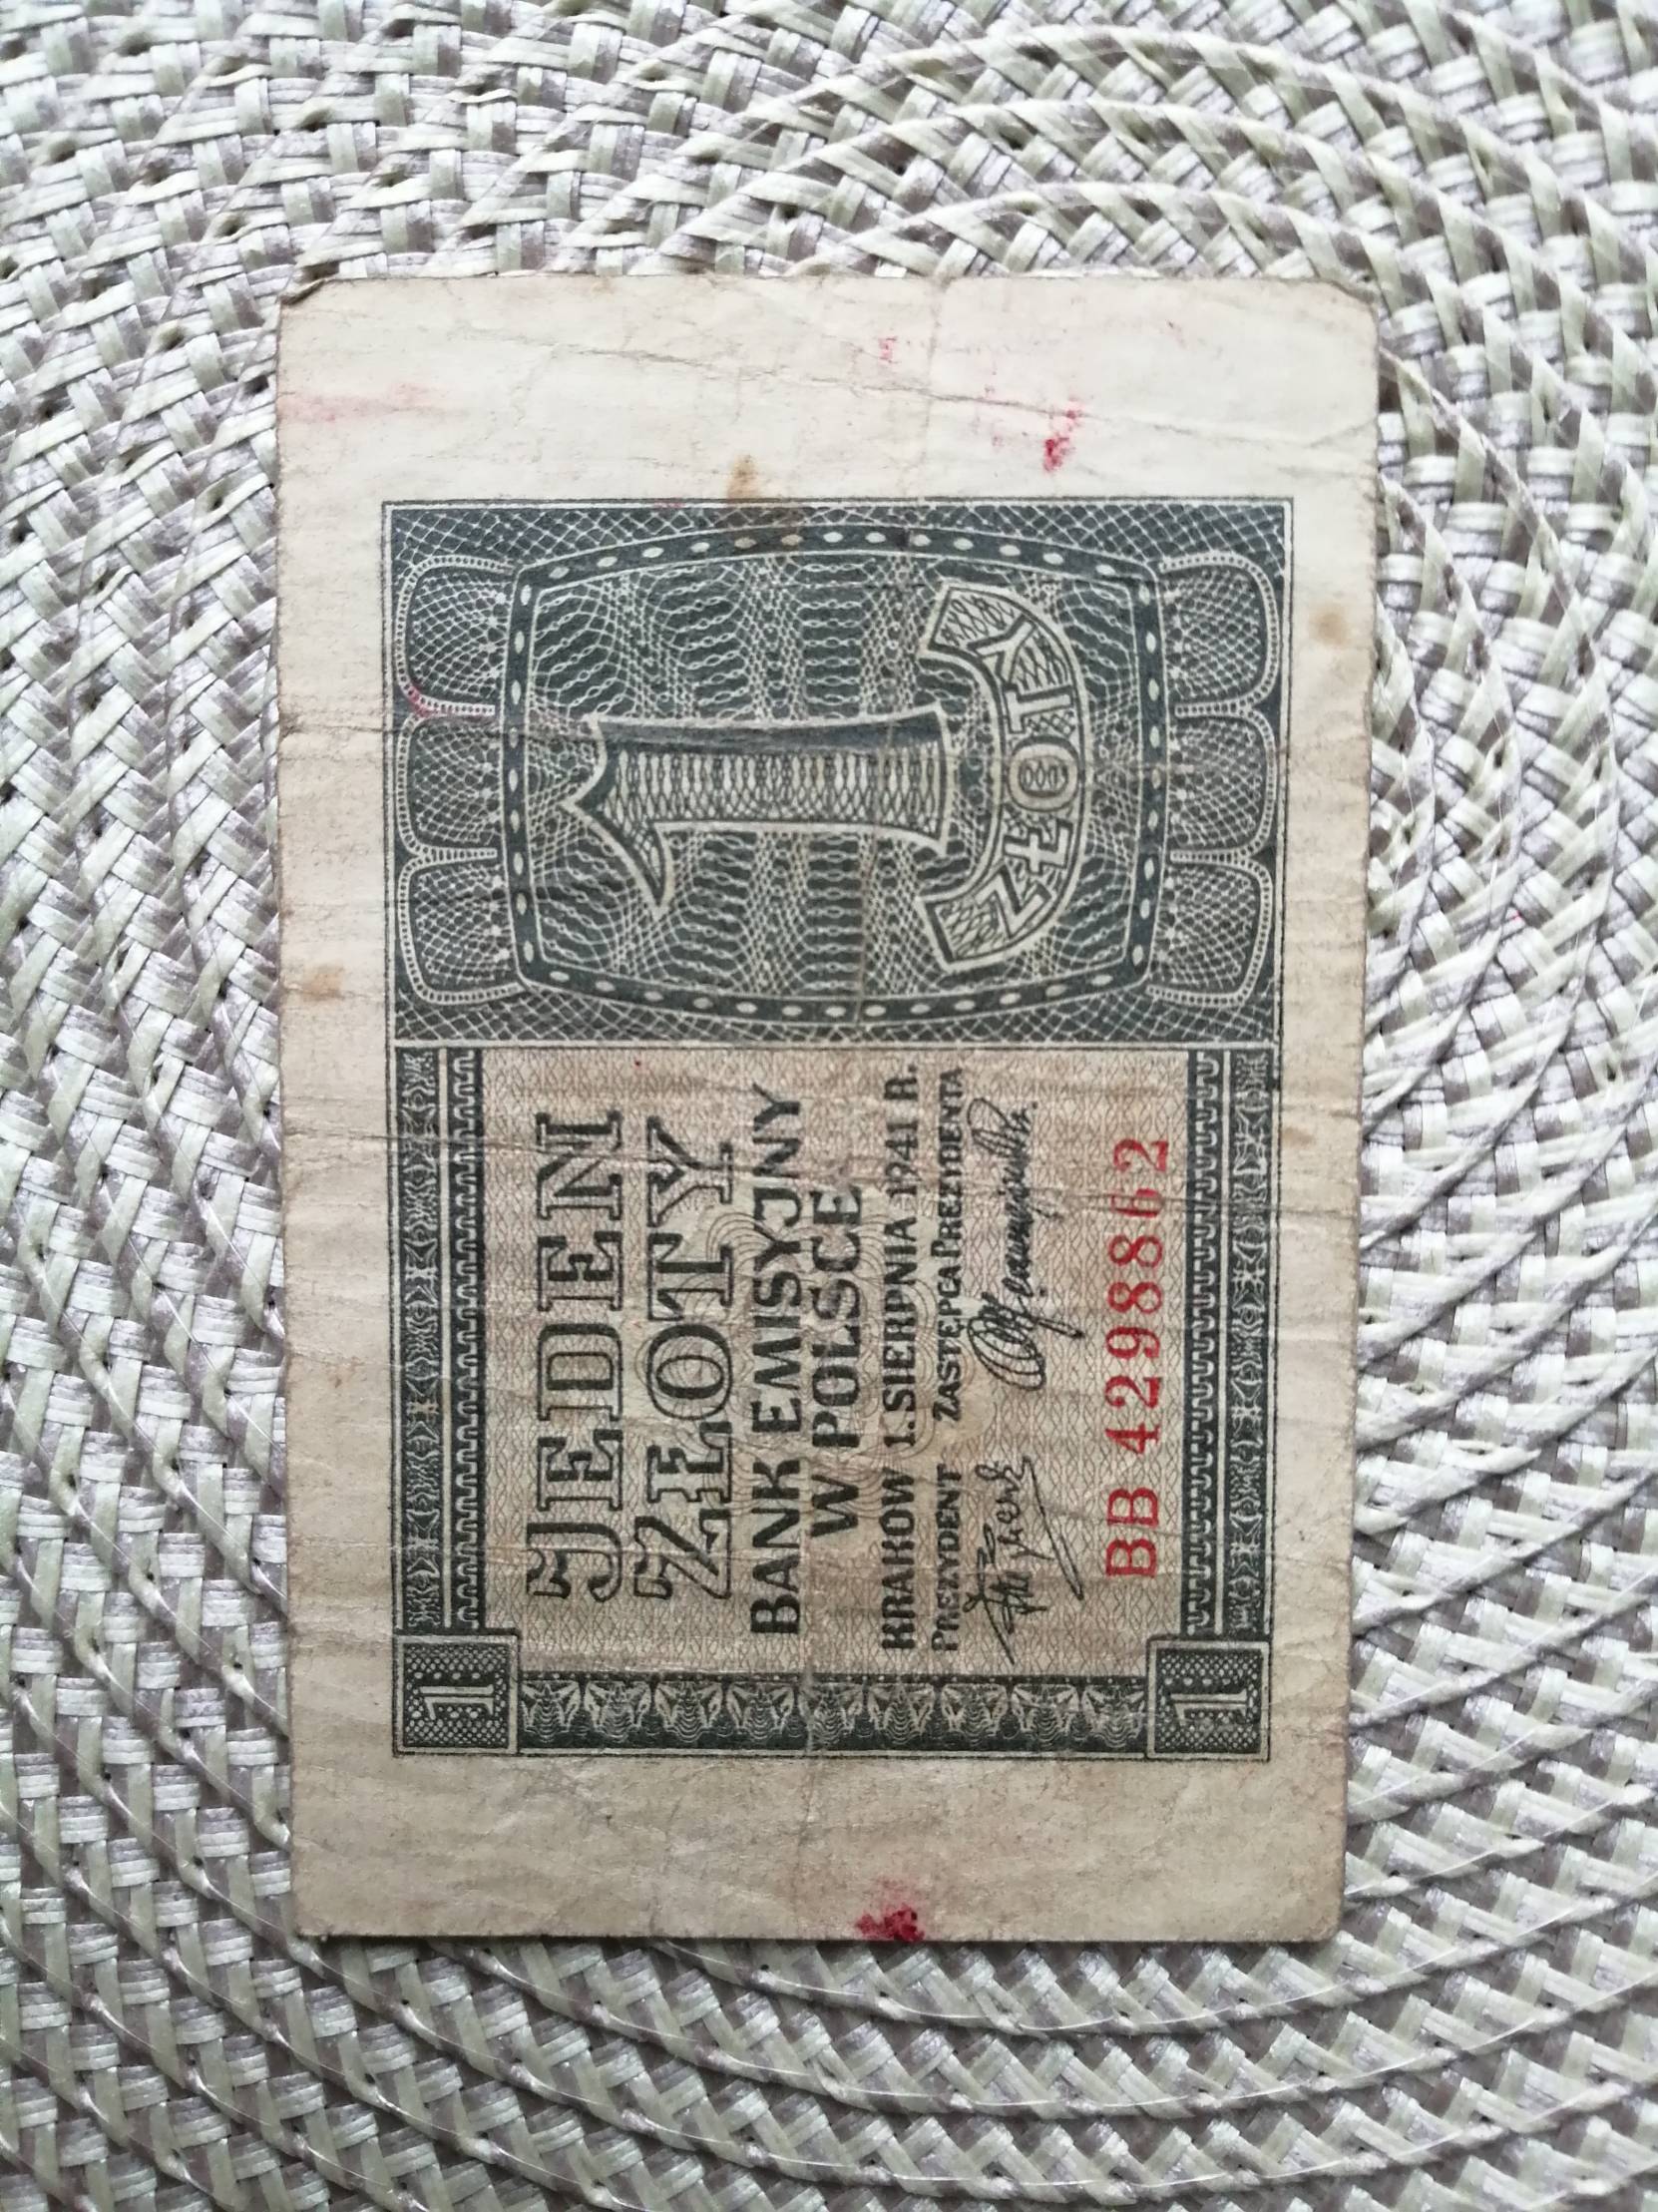 JEDEN
ZŁOTY
BANK EMISYJNY
W POLSCE
KRAKÓW 1. SIERPNIA 1941 R.
PREZYDENT ZASTĘPCA PREZYDENTA
BB 4298862
1
1
1
ZŁOTY